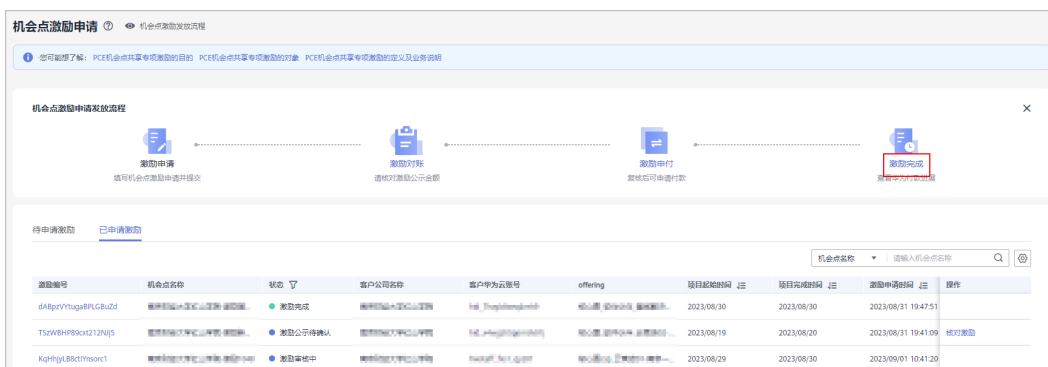 机会点激励申请 机会点激励发放流程
您可能想了解： PCE机会点共享专项激励的目的 PCE机会点共享专项激励的对象 PCE机会点共享专项激励的定义及业务说明
机会点激励申请发放流程
激励申请 激励对账 激励申付 激励完成
填写机会点激励申请并提交 请核对激励公示金额 复核后可申请付款 查看华为付款进展
待申请激励 已申请激励
机会点名称 请输入机会点名称
激励编号 机会点名称 状态 客户公司名称 客户华为云账号 offering 项目起始时间 项目完成时间 激励申请时间 操作
dABpzVYtugaBPLGBuZd 激励完成 2023/08/30 2023/08/30 2023/08/31 19:47:51
TSzWBHP89cxt212NIJ5 激励公示待确认 2023/08/19 2023/08/20 2023/08/31 19:41:09 核对激励
KqHhjyLB8ctIYnsorc1 激励审核中 2023/08/29 2023/08/30 2023/09/01 10:41:20